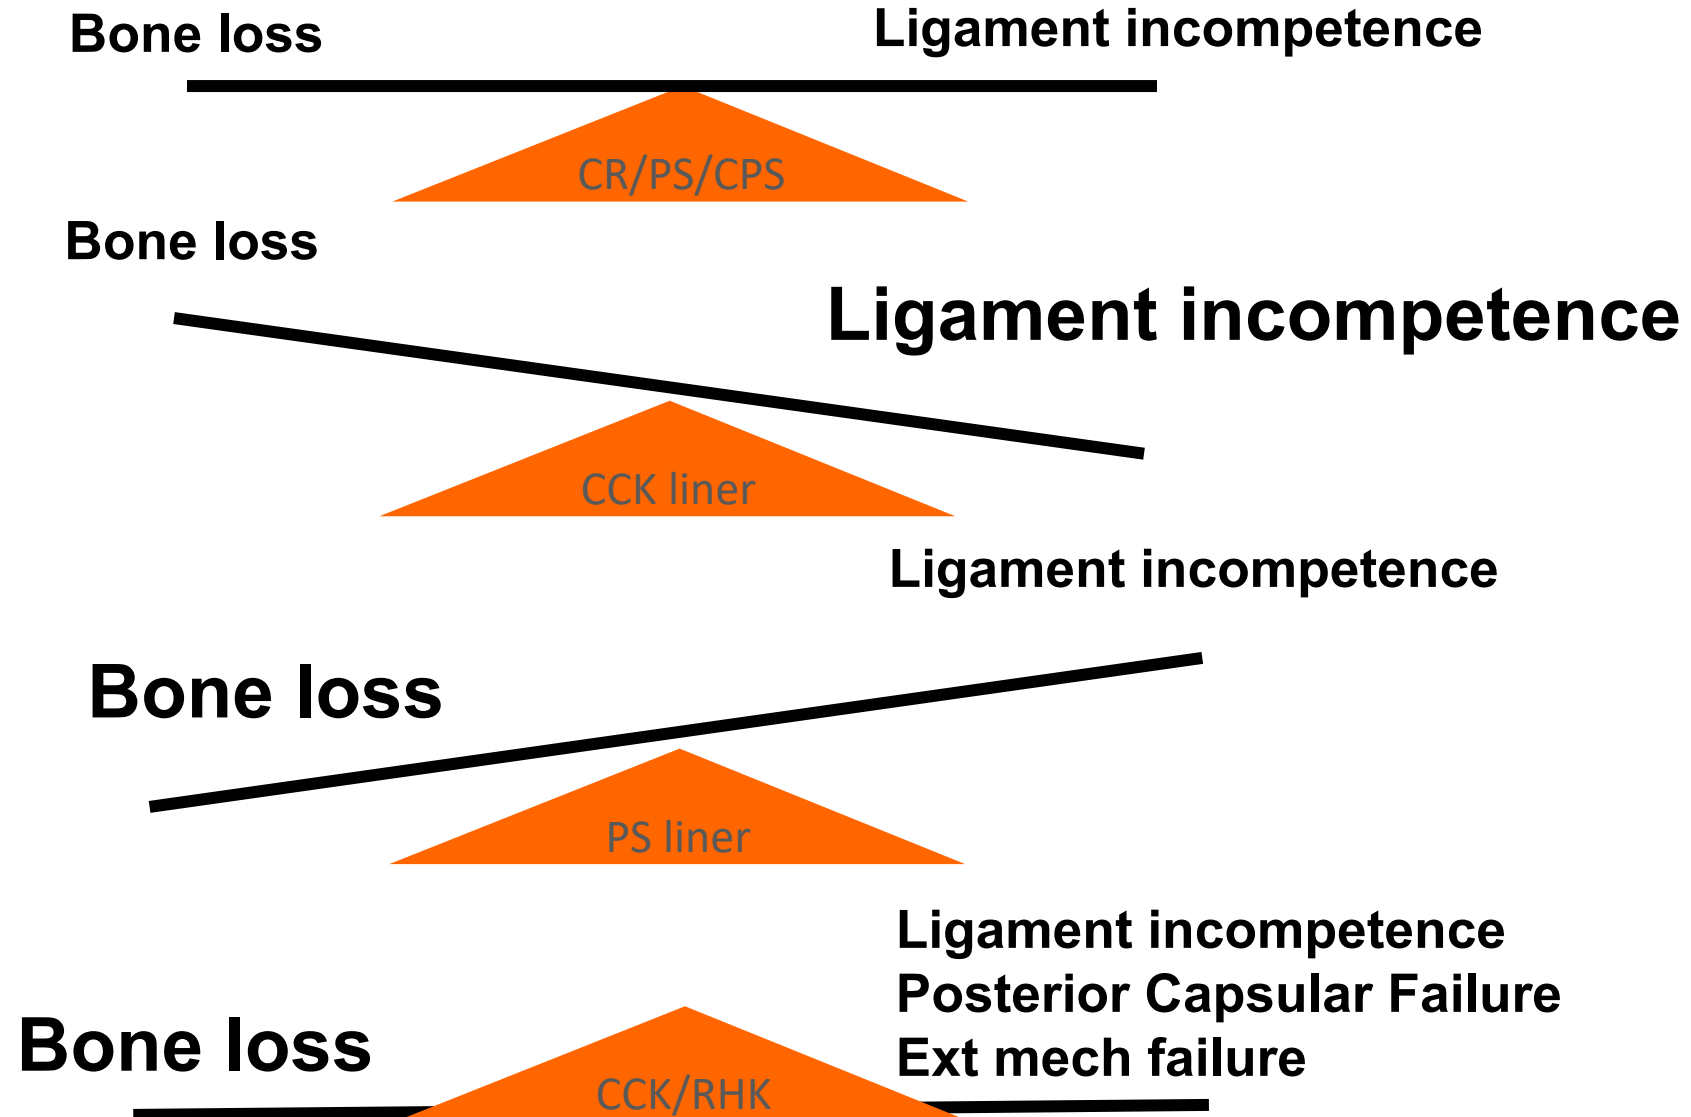 Bone loss
Ligament incompetence
CR/PS/CPS
Bone loss
Ligament incompetence
CCK liner
Ligament incompetence
Bone loss
PS liner
Ligament incompetence
Posterior Capsular Failure
Ext mech failure
Bone loss
CCK/RHK